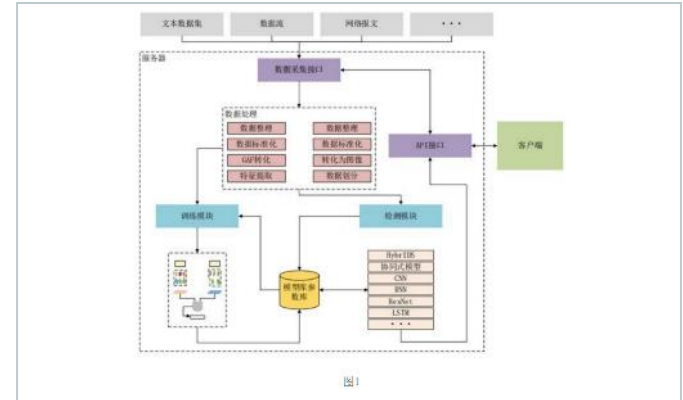 文本数据集
数据流
网络报文
• • •
服务器
数据采集接口
数据处理
数据整理
数据标准化
GAF转化
特征提取
数据整理
数据标准化
转化为图像
数据划分
API接口
客户端
训练模块
检测模块
模型库参
数库
HyborIDS
协同式模型
CNN
RNN
ResNet
LSTM
• • •
图1